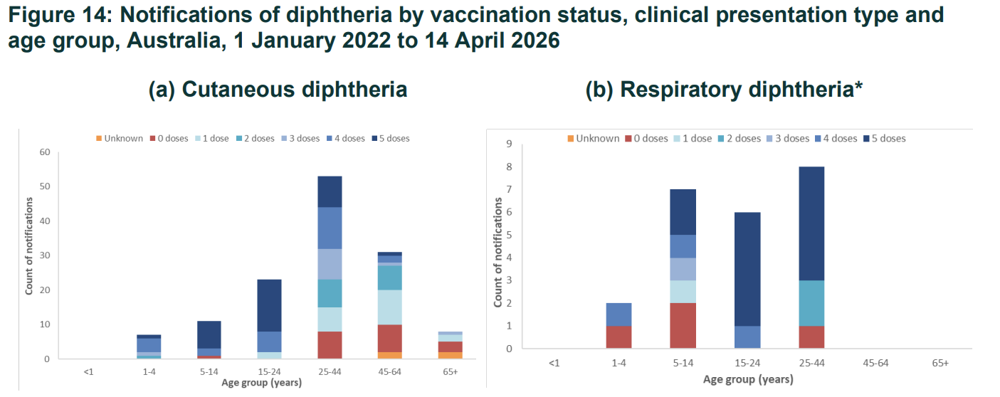 Figure 14: Notifications of diphtheria by vaccination status, clinical presentation type and
age group, Australia, 1 January 2022 to 14 April 2026
(a) Cutaneous diphtheria
Unknown 0 doses 1 dose 2 doses 3 doses 4 doses 5 doses
Count of notifications
60
50
40
30
20
10
0
<1 1-4 5-14 15-24 25-44 45-64 65+
Age group (years)
(b) Respiratory diphtheria*
Unknown 0 doses 1 dose 2 doses 3 doses 4 doses 5 doses
Count of notifications
9
8
7
6
5
4
3
2
1
0
<1 1-4 5-14 15-24 25-44 45-64 65+
Age group (years)